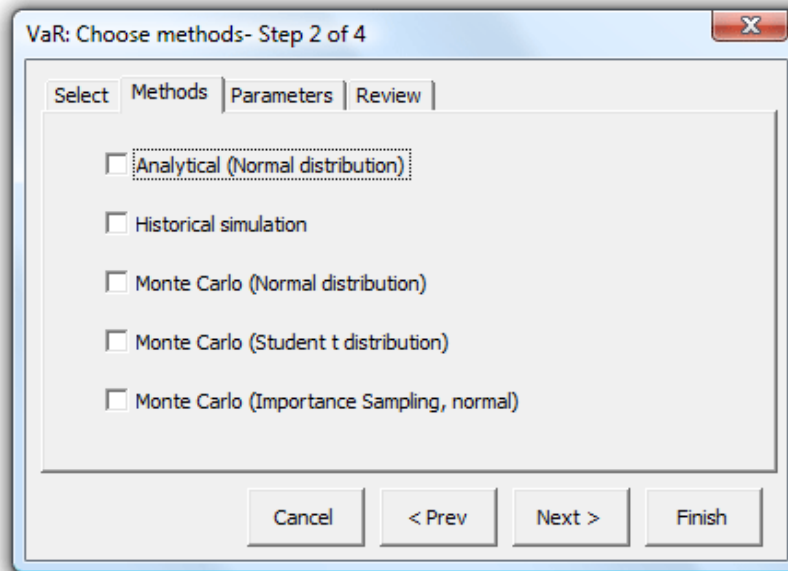 VaR: Choose methods- Step 2 of 4
X
Select Methods Parameters Review
Analytical (Normal distribution)
Historical simulation
Monte Carlo (Normal distribution)
Monte Carlo (Student t distribution)
Monte Carlo (Importance Sampling, normal)
Cancel < Prev Next > Finish